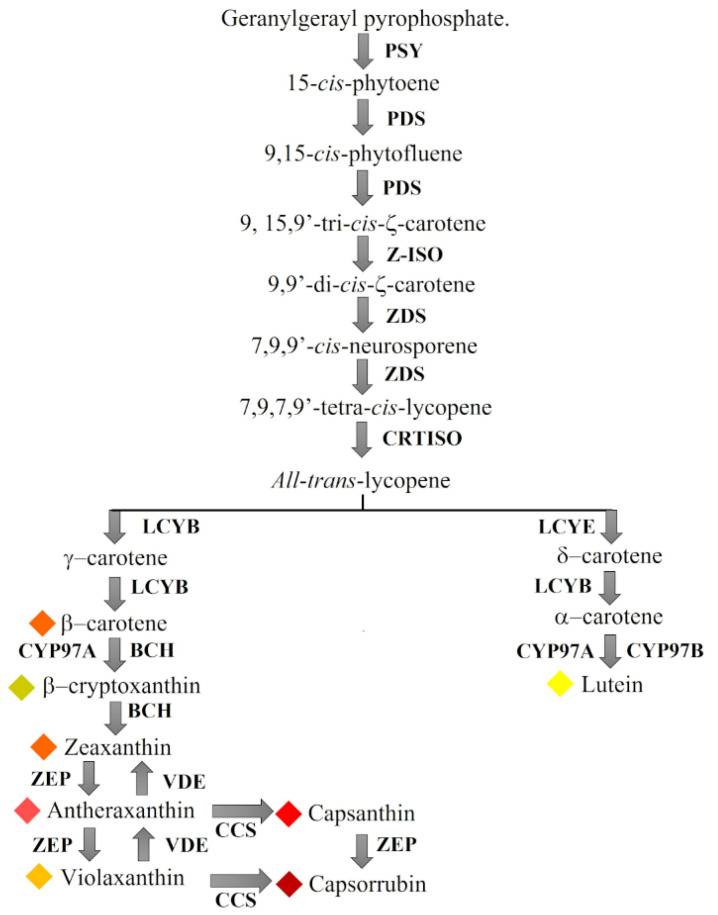 Geranylgerayl pyrophosphate.
PSY
15-cis-phytoene
PDS
9,15-cis-phytofluene
PDS
9, 15,9’-tri-cis-ζ-carotene
Z-ISO
9,9’-di-cis-ζ-carotene
ZDS
7,9,9’-cis-neurosporene
ZDS
7,9,7,9’-tetra-cis-lycopene
CRTISO
All-trans-lycopene
LCYB
LCYE
γ–carotene
δ–carotene
LCYB
LCYB
β–carotene
α–carotene
CYP97A BCH
CYP97A CYP97B
β–cryptoxanthin
Lutein
BCH
Zeaxanthin
ZEP VDE
Antheraxanthin
CCS
Capsanthin
ZEP VDE
ZEP
Violaxanthin
CCS
Capsorrubin